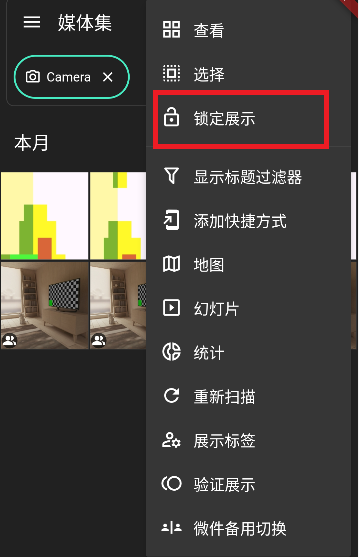 媒体集
Camera
本月
查看
选择
锁定展示
显示标题过滤器
添加快捷方式
地图
幻灯片
统计
重新扫描
展示标签
验证展示
微件备用切换